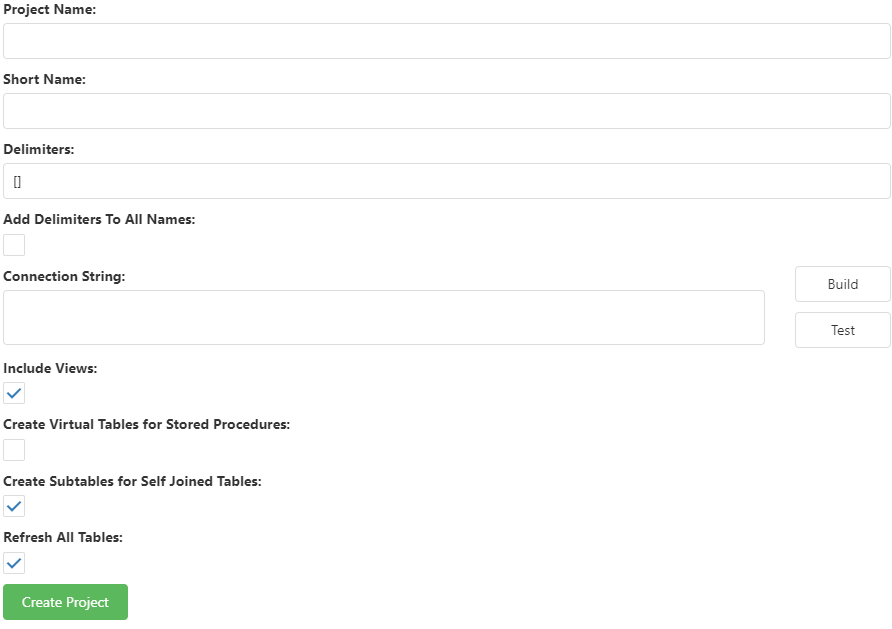 Project Name:
Short Name:
Delimiters:
[]
Add Delimiters To All Names:
Connection String:
Build
Test
Include Views:
Create Virtual Tables for Stored Procedures:
Create Subtables for Self Joined Tables:
Refresh All Tables:
Create Project